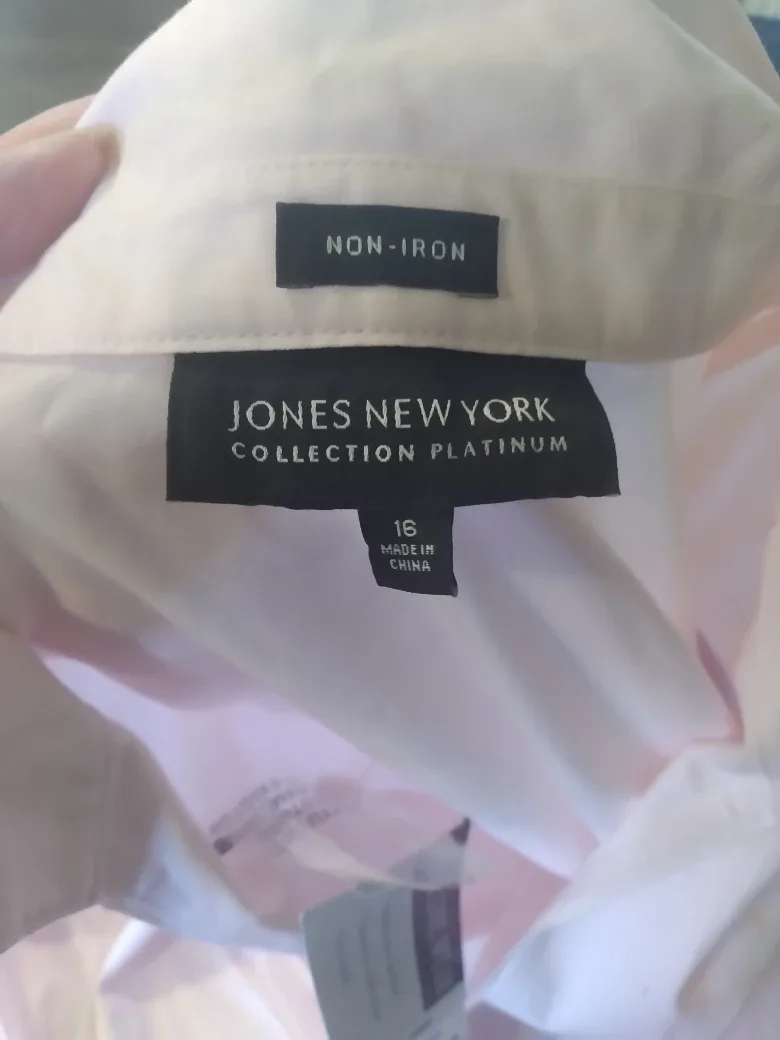 NON-IRON
JONES NEW YORK
COLLECTION PLATINUM
16
MADE IN
CHINA